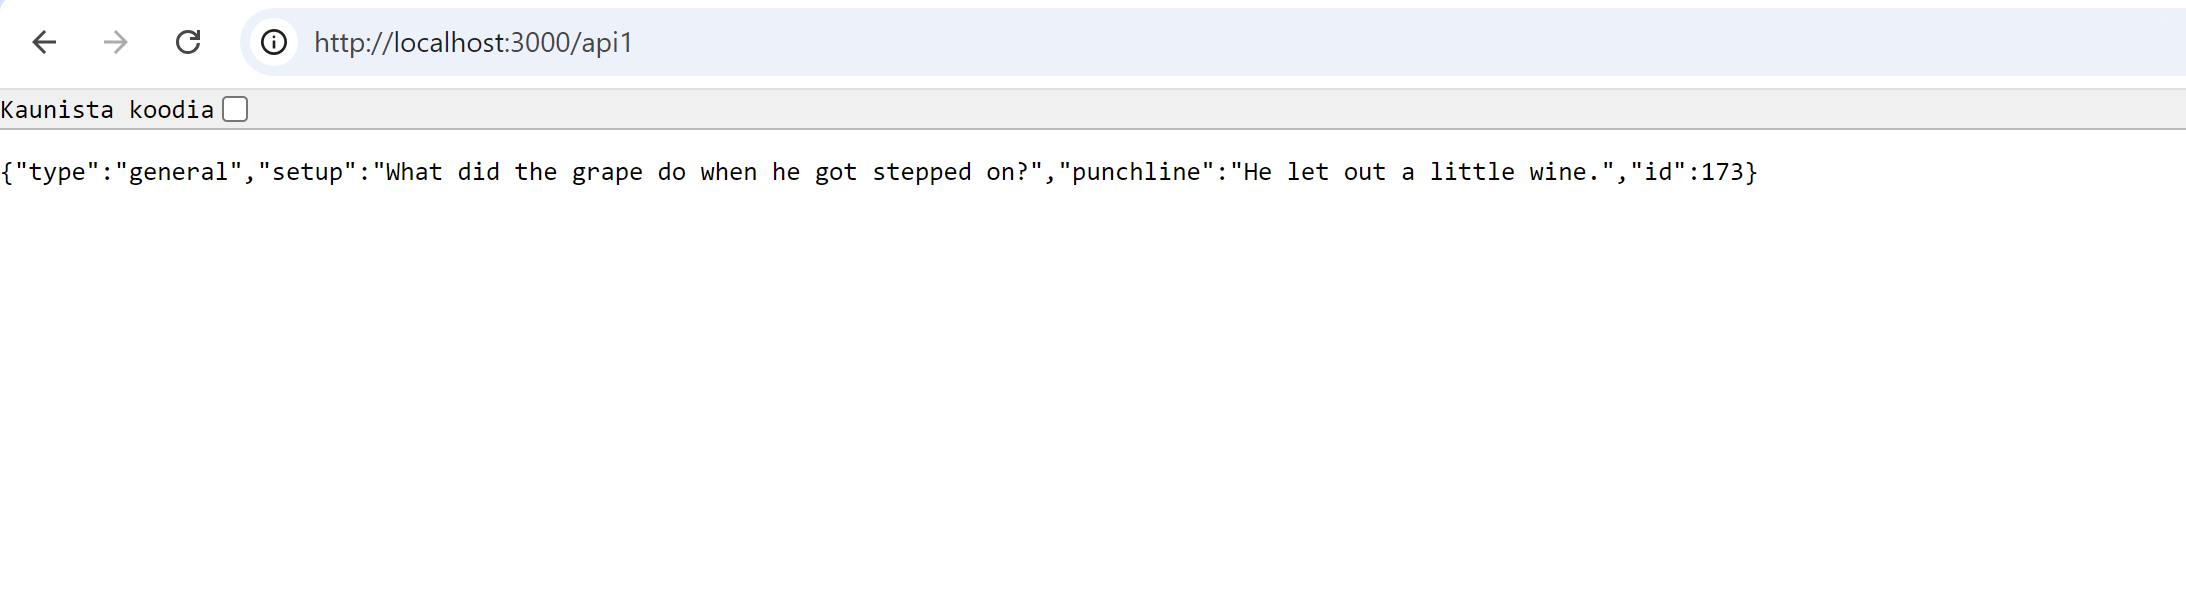 http://localhost:3000/api1
Kaunista koodia
{"type":"general","setup":"What did the grape do when he got stepped on?","punchline":"He let out a little wine.","id":173}